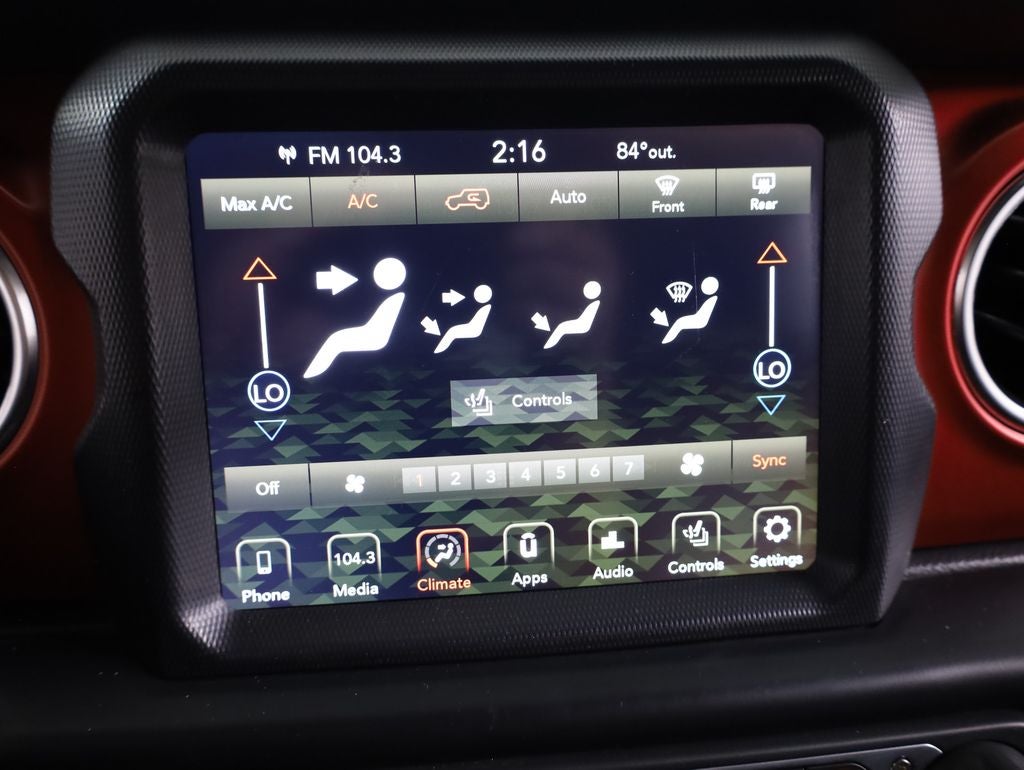 FM 104.3 2:16 84° out.
Max A/C A/C Auto Front Rear
LO LO
Controls
Off 1 2 3 4 5 6 7 Sync
104.3
Phone Media Climate Apps Audio Controls Settings